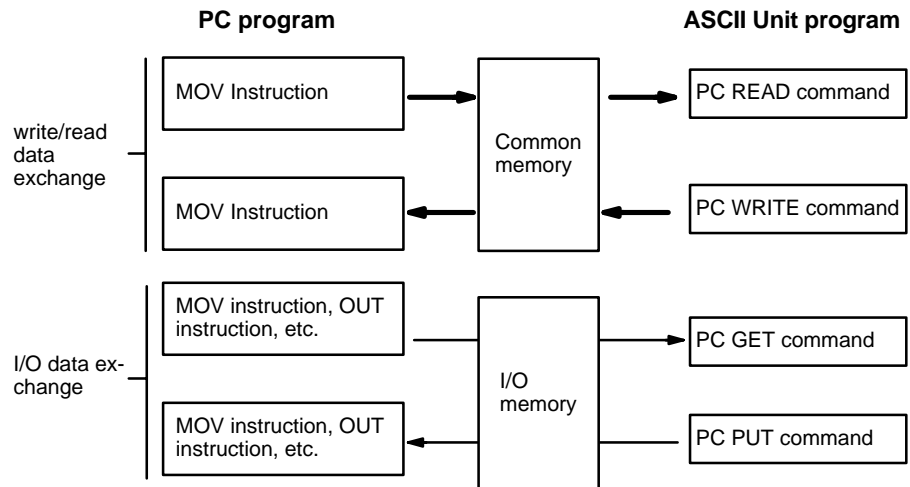 PC program
ASCII Unit program
write/read
data
exchange
MOV Instruction
Common
memory
PC READ command
MOV Instruction
PC WRITE command
I/O data ex-
change
MOV instruction, OUT
instruction, etc.
I/O
memory
PC GET command
MOV instruction, OUT
instruction, etc.
PC PUT command